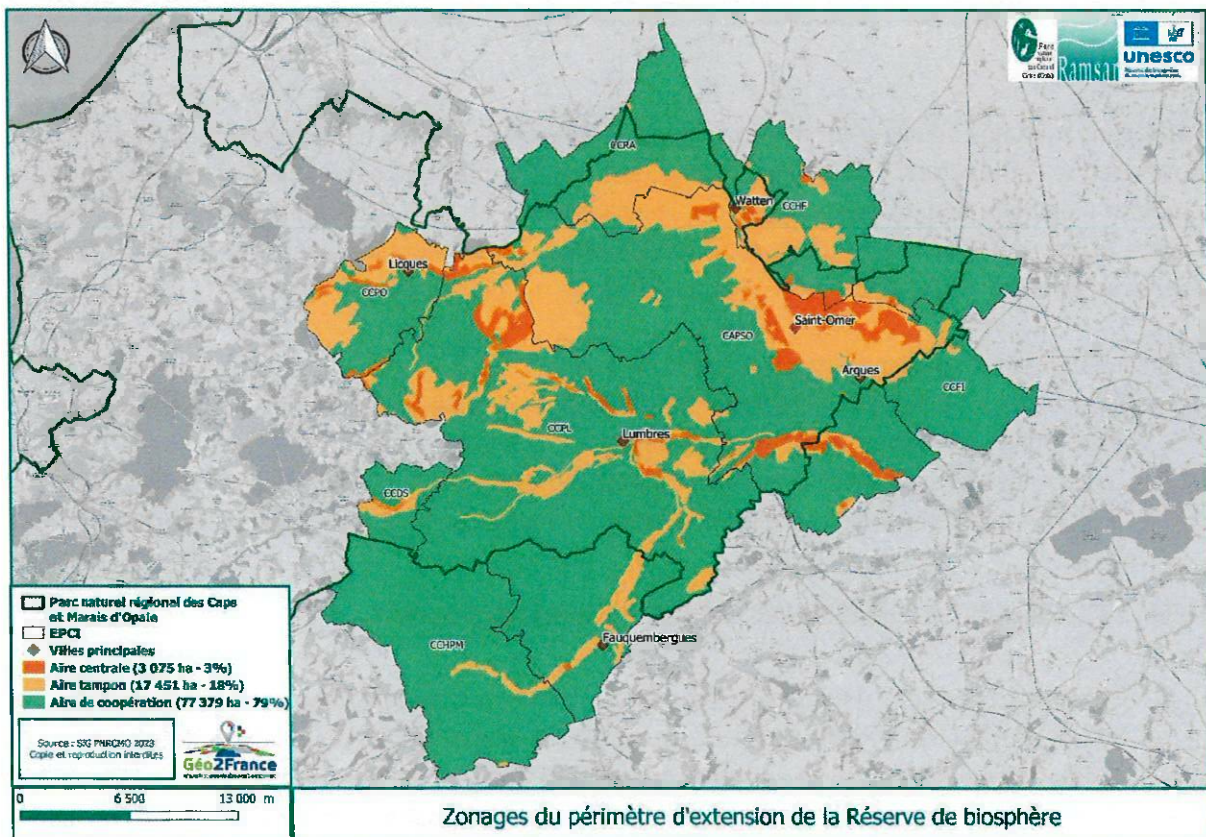 Parc
Ramsar
unesco
CCRA
Watten
CCHF
Licques
CCPO
Saint-Omer
CAPSO
Arques
CCFI
CCPL
Lumbres
CCDS
CCHPM
Fauquembergues
Parc naturel régional des Caps
et Marais d'Opale
EPCI
Villes principales
Aire centrale (3 075 ha - 3%)
Aire tampon (17 451 ha - 18%)
Aire de coopération (77 379 ha - 79%)
Source : SIG PNRCMO 2023
Copie et reproduction interdites
Géo2France
0 6 500 13 000 m
Zonages du périmètre d'extension de la Réserve de biosphère